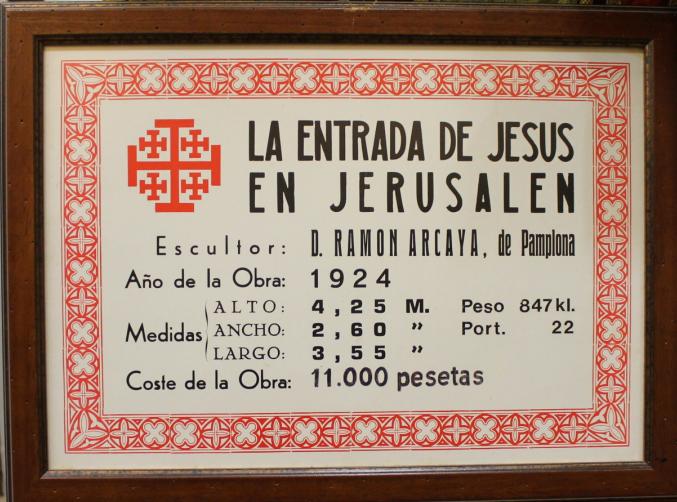 LA ENTRADA DE JESUS
EN JERUSALEN
Escultor: D. RAMON ARCAYA, de Pamplona
Año de la Obra: 1924
ALTO: 4,25 M. Peso 847kl.
Medidas ANCHO: 2,60 " Port. 22
LARGO: 3,55 "
Coste de la Obra: 11.000 pesetas